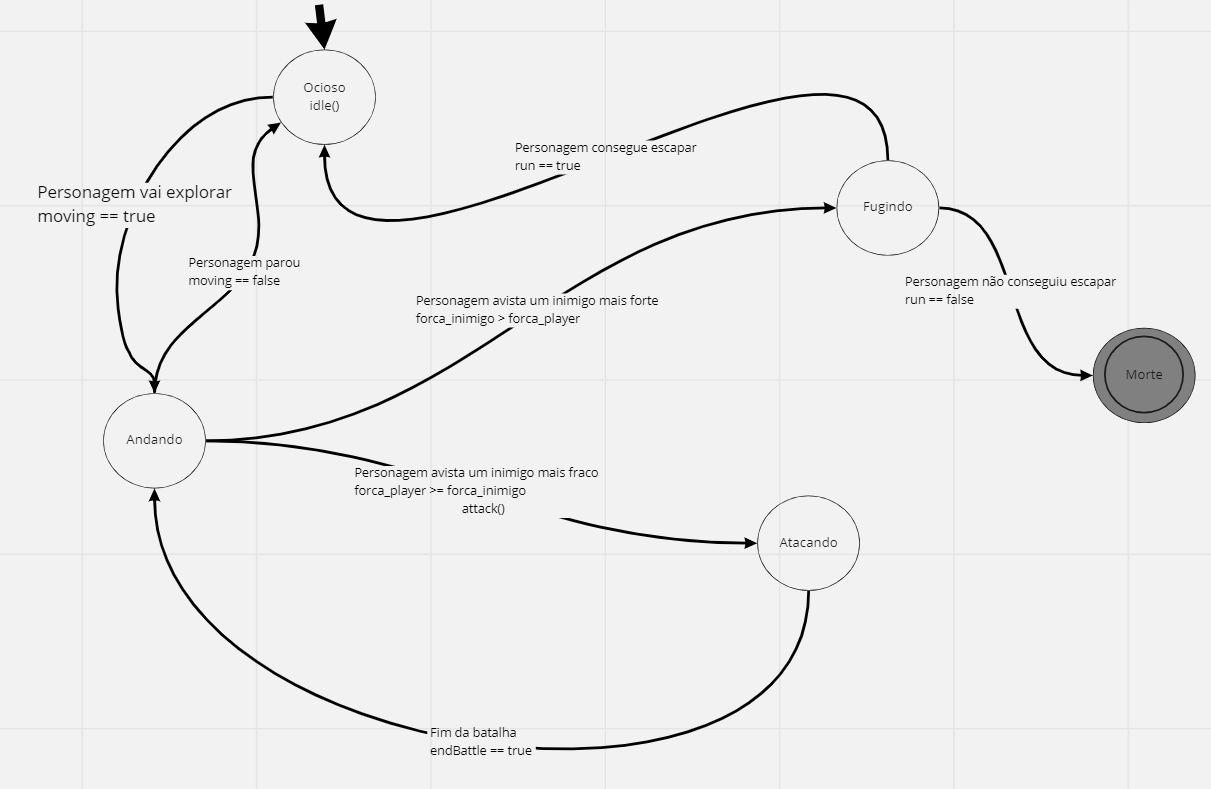 Ocioso
idle()
Personagem consegue escapar
run == true
Personagem vai explorar
moving == true
Fugindo
Personagem parou
moving == false
Personagem não conseguiu escapar
run == false
Personagem avista um inimigo mais forte
forca_inimigo > forca_player
Morte
Andando
Personagem avista um inimigo mais fraco
forca_player >= forca_inimigo
attack()
Atacando
Fim da batalha
endBattle == true